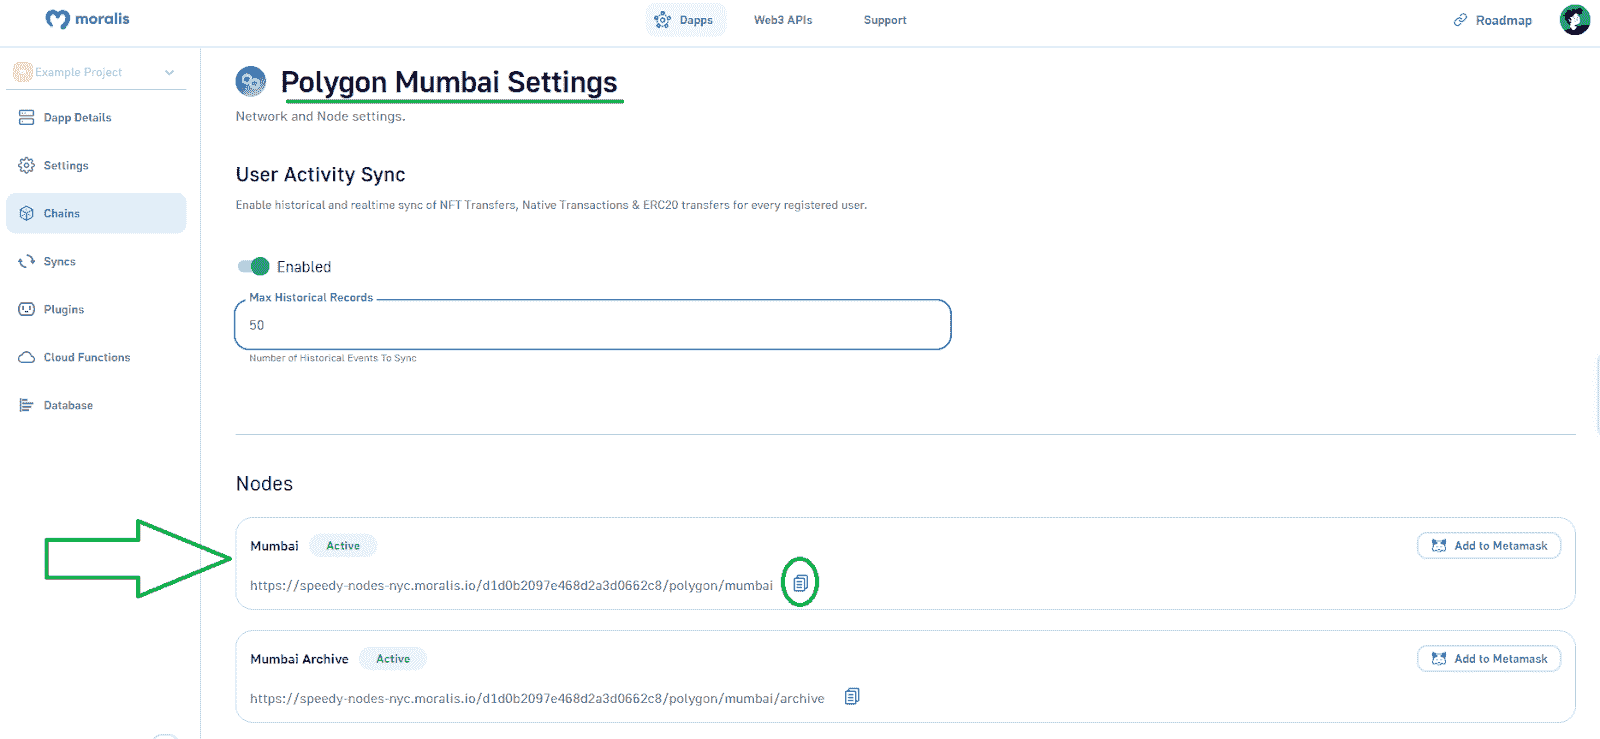 moralis
Dapps
Web3 APIs
Support
Roadmap
Example Project
Dapp Details
Settings
Chains
Syncs
Plugins
Cloud Functions
Database
Polygon Mumbai Settings
Network and Node settings.
User Activity Sync
Enable historical and realtime sync of NFT Transfers, Native Transactions & ERC20 transfers for every registered user.
Enabled
Max Historical Records
50
Number of Historical Events To Sync
Nodes
Mumbai Active
Add to Metamask
https://speedy-nodes-nyc.moralis.io/d1d0b2097e468d2a3d0662c8/polygon/mumbai
Mumbai Archive Active
Add to Metamask
https://speedy-nodes-nyc.moralis.io/d1d0b2097e468d2a3d0662c8/polygon/mumbai/archive